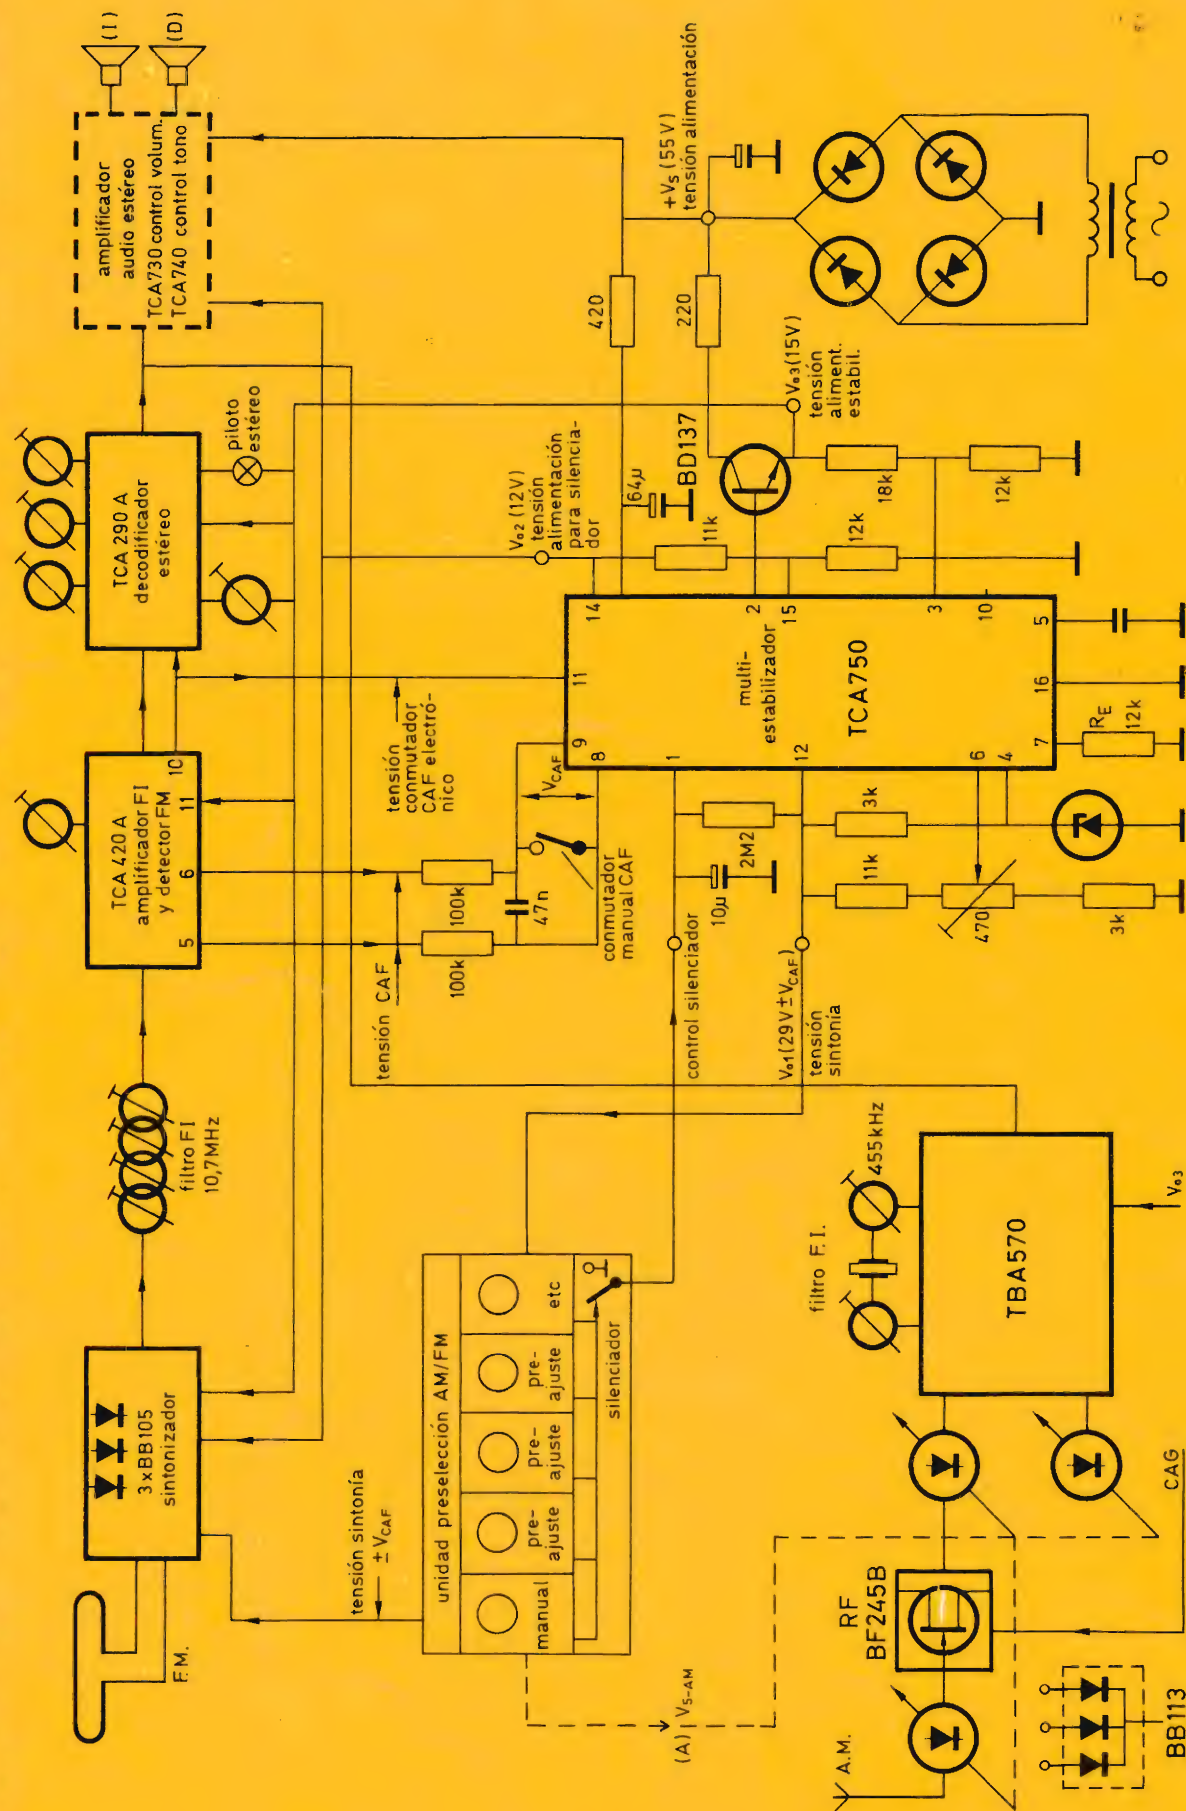 (I)
(D)
amplificador
audio estéreo
TCA730 control volum.
TCA740 control tono
TCA 290 A
decodificador
estéreo
piloto
estéreo
TCA 420 A
amplificador FI
y detector FM
5
6
11
10
filtro FI
10,7MHz
3xBB105
sintonizador
F.M.
tensión sintonía
± VCAF
tensión CAF
100k
100k
47n
conmutador
manual CAF
VCAF
tensión
conmutador
CAF electró-
nico
Vo2 (12V)
tensión
alimentación
para silencia-
dor
64µ
420
220
+VS (55V)
tensión alimentación
BD137
Vo3(15V)
tensión
aliment.
estabil.
11k
12k
18k
12k
multi-
estabilizador
TCA750
14
2
15
3
10
11
9
8
1
12
6
4
7
16
5
RE
12k
control silenciador
10µ
2M2
Vo1(29V±VCAF)
tensión
sintonía
3k
11k
470
3k
unidad preselección AM/FM
manual
pre-
ajuste
pre-
ajuste
pre-
ajuste
etc
silenciador
(A)
VS-AM
filtro F.I.
455kHz
TBA570
Vo3
CAG
RF
BF245B
A.M.
BB113